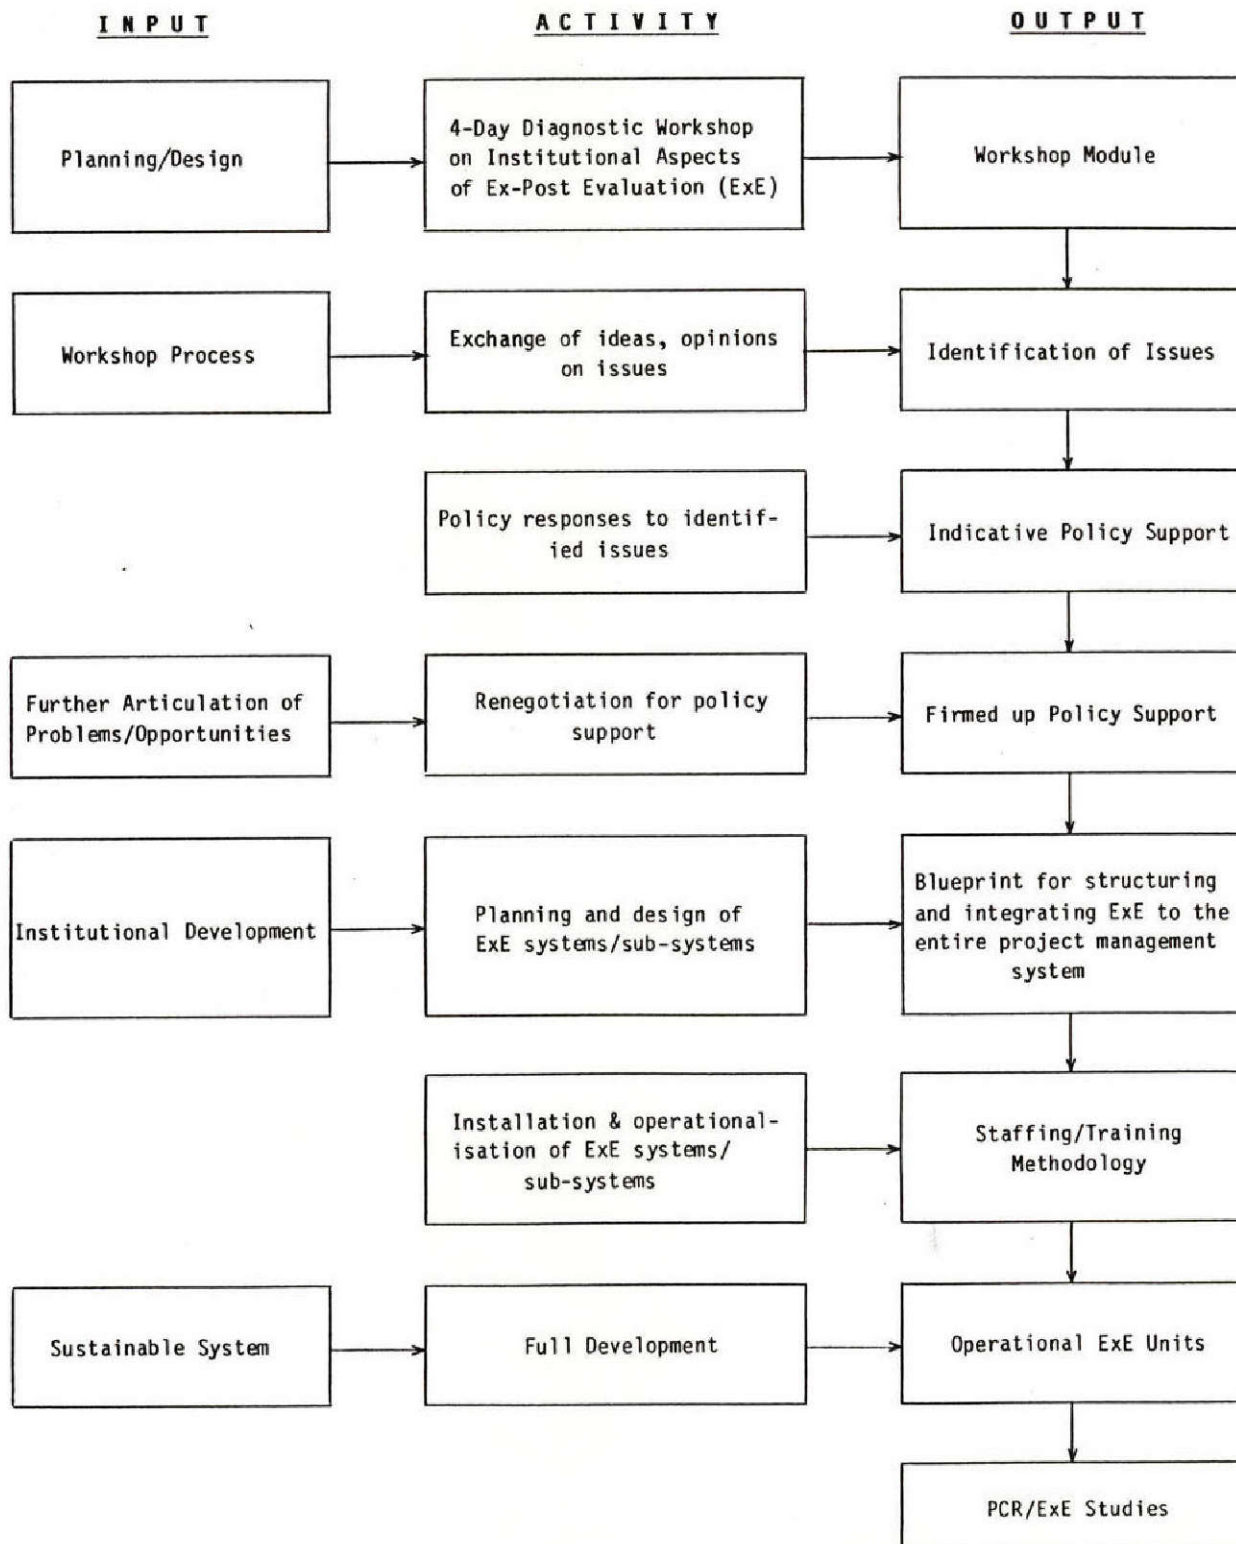 INPUT
ACTIVITY
OUTPUT
Planning/Design
4-Day Diagnostic Workshop
on Institutional Aspects
of Ex-Post Evaluation (ExE)
Workshop Module
Workshop Process
Exchange of ideas, opinions
on issues
Identification of Issues
Policy responses to identif-
ied issues
Indicative Policy Support
Further Articulation of
Problems/Opportunities
Renegotiation for policy
support
Firmed up Policy Support
Institutional Development
Planning and design of
ExE systems/sub-systems
Blueprint for structuring
and integrating ExE to the
entire project management
system
Installation & operational-
isation of ExE systems/
sub-systems
Staffing/Training
Methodology
Sustainable System
Full Development
Operational ExE Units
PCR/ExE Studies